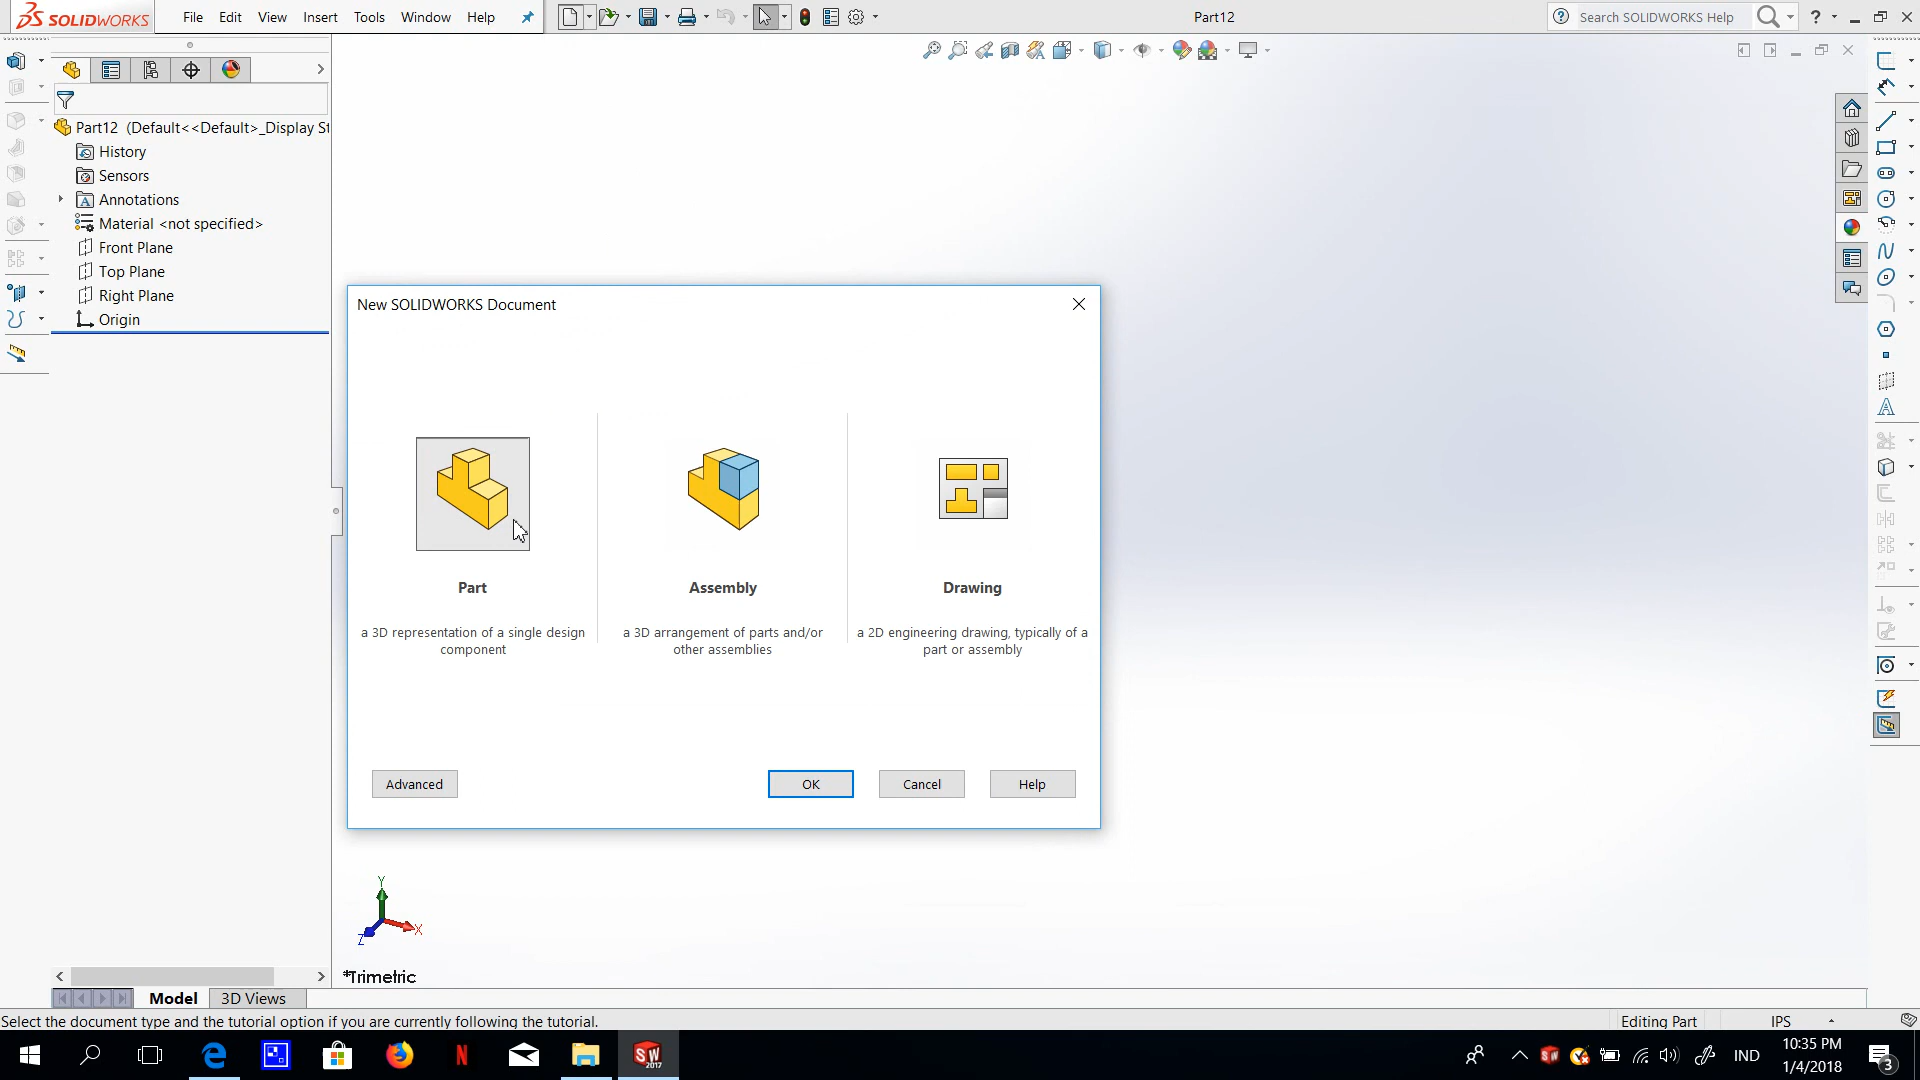 SOLIDWORKS File Edit View Insert Tools Window Help Part12 Search SOLIDWORKS Help
Part12 (Default<<Default>_Display St
History
Sensors
Annotations
Material <not specified>
Front Plane
Top Plane
Right Plane
Origin
New SOLIDWORKS Document
Part
Assembly
Drawing
a 3D representation of a single design
component
a 3D arrangement of parts and/or
other assemblies
a 2D engineering drawing, typically of a
part or assembly
Advanced OK Cancel Help
Y
X
Z
*Trimetric
Model 3D Views
Select the document type and the tutorial option if you are currently following the tutorial. Editing Part IPS
SW 2017
IND
10:35 PM
1/4/2018
3